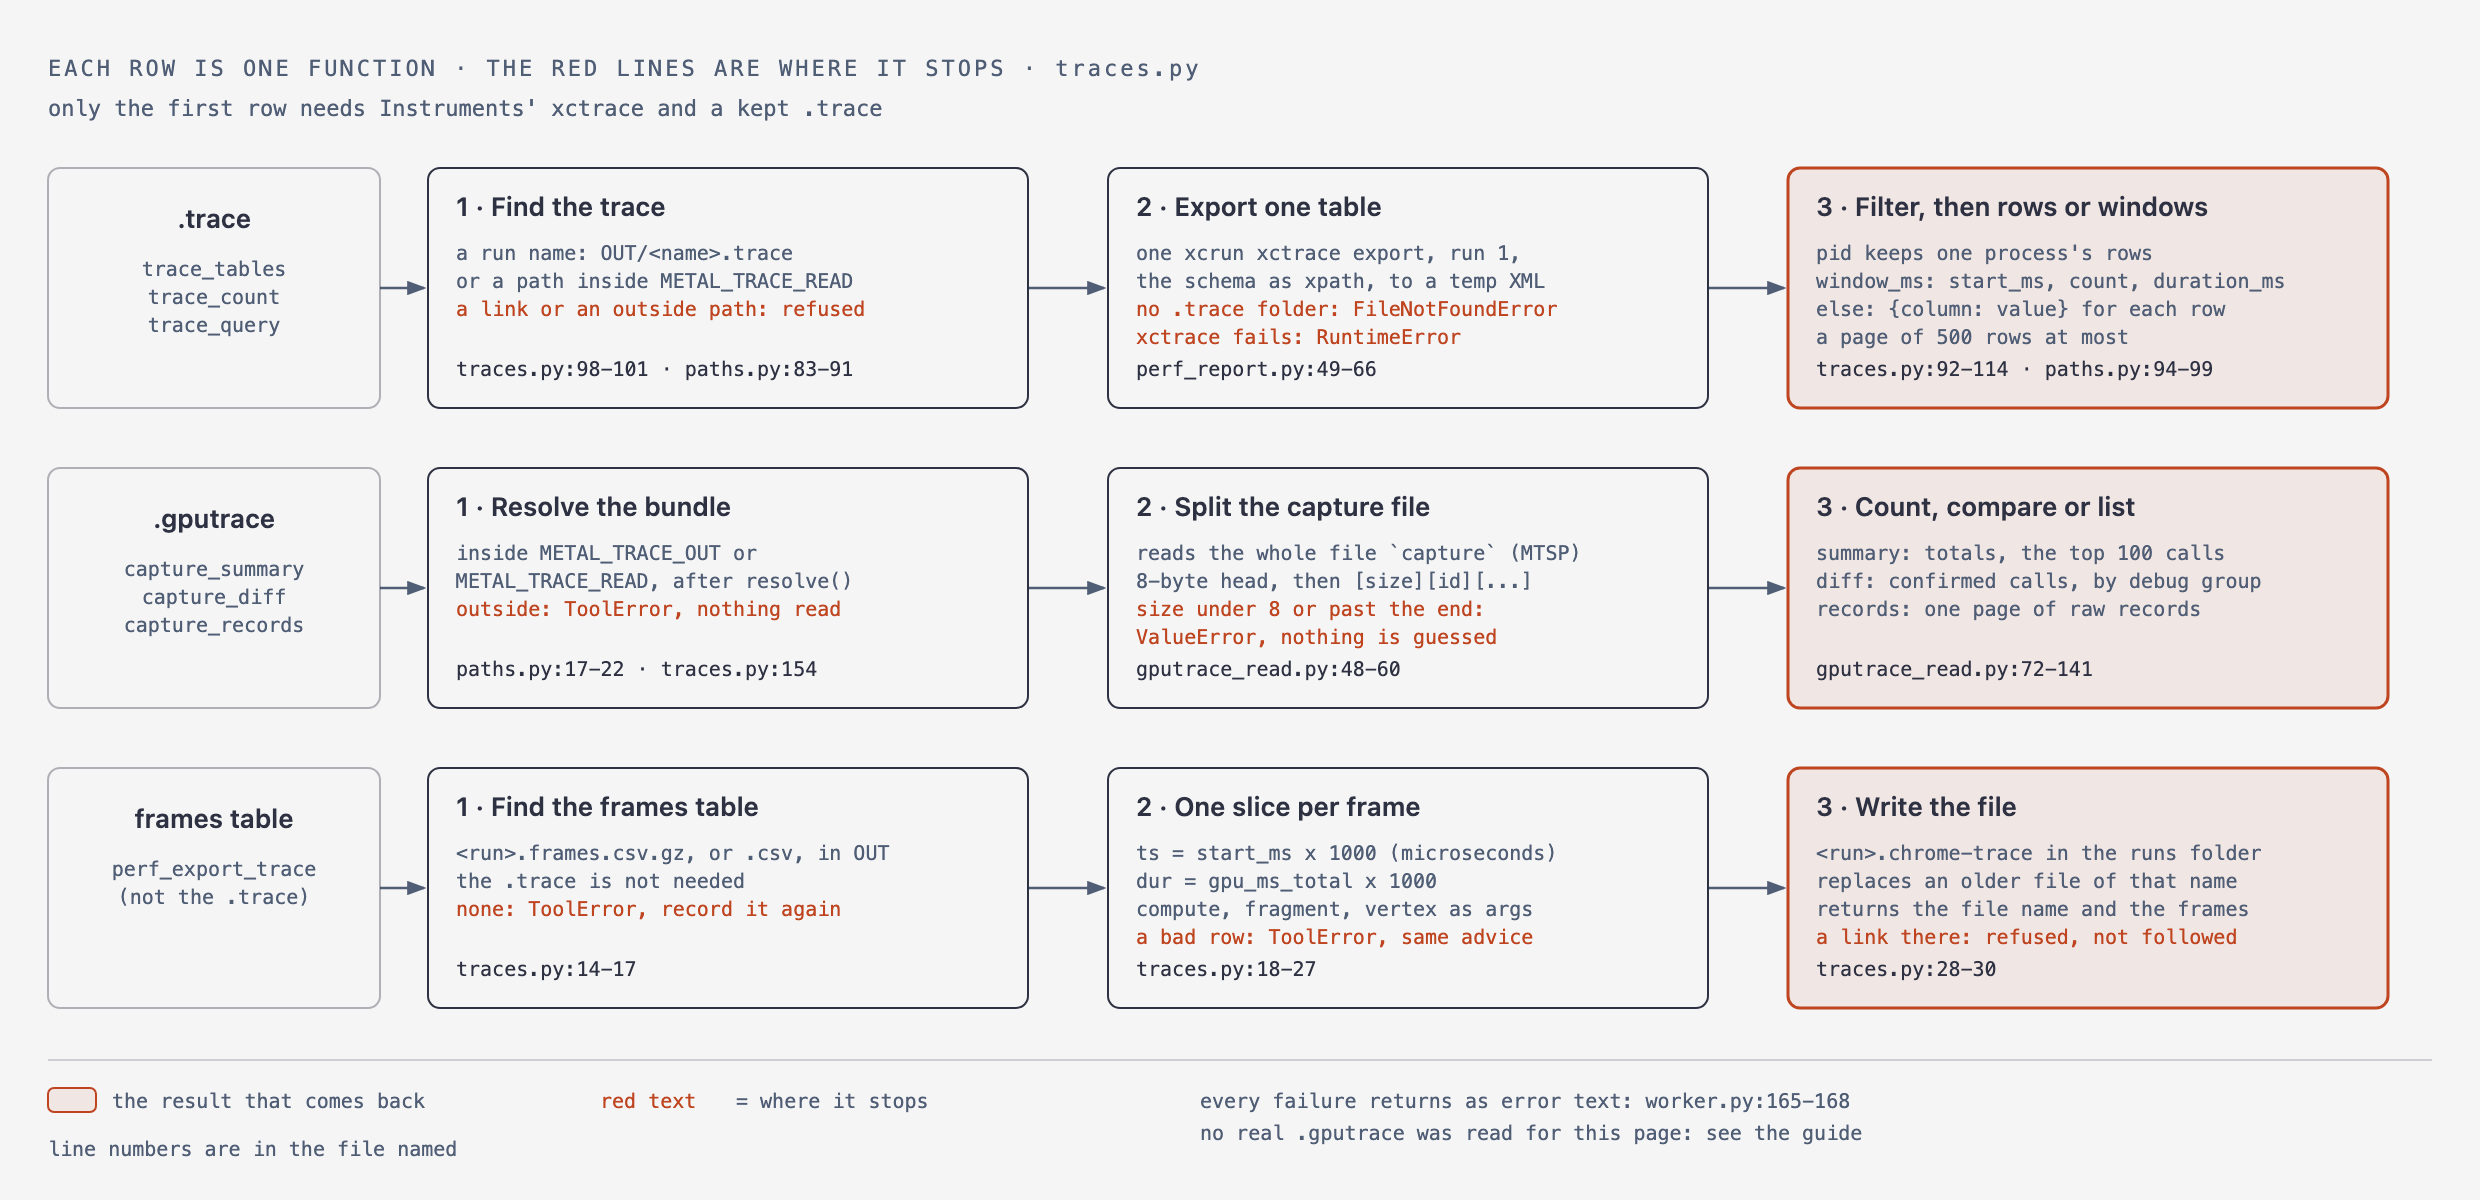 EACH ROW IS ONE FUNCTION · THE RED LINES ARE WHERE IT STOPS · traces.py
only the first row needs Instruments' xctrace and a kept .trace
.trace
trace_tables
trace_count
trace_query
1 · Find the trace
a run name: OUT/<name>.trace
or a path inside METAL_TRACE_READ
a link or an outside path: refused
traces.py:98–101 · paths.py:83–91
2 · Export one table
one xcrun xctrace export, run 1,
the schema as xpath, to a temp XML
no .trace folder: FileNotFoundError
xctrace fails: RuntimeError
perf_report.py:49–66
3 · Filter, then rows or windows
pid keeps one process's rows
window_ms: start_ms, count, duration_ms
else: {column: value} for each row
a page of 500 rows at most
traces.py:92–114 · paths.py:94–99
.gputrace
capture_summary
capture_diff
capture_records
1 · Resolve the bundle
inside METAL_TRACE_OUT or
METAL_TRACE_READ, after resolve()
outside: ToolError, nothing read
paths.py:17–22 · traces.py:154
2 · Split the capture file
reads the whole file `capture` (MTSP)
8–byte head, then [size][id][...]
size under 8 or past the end:
ValueError, nothing is guessed
gputrace_read.py:48–60
3 · Count, compare or list
summary: totals, the top 100 calls
diff: confirmed calls, by debug group
records: one page of raw records
gputrace_read.py:72–141
frames table
perf_export_trace
(not the .trace)
1 · Find the frames table
<run>.frames.csv.gz, or .csv, in OUT
the .trace is not needed
none: ToolError, record it again
traces.py:14–17
2 · One slice per frame
ts = start_ms x 1000 (microseconds)
dur = gpu_ms_total x 1000
compute, fragment, vertex as args
a bad row: ToolError, same advice
traces.py:18–27
3 · Write the file
<run>.chrome–trace in the runs folder
replaces an older file of that name
returns the file name and the frames
a link there: refused, not followed
traces.py:28–30
the result that comes back
red text = where it stops
every failure returns as error text: worker.py:165–168
no real .gputrace was read for this page: see the guide
line numbers are in the file named